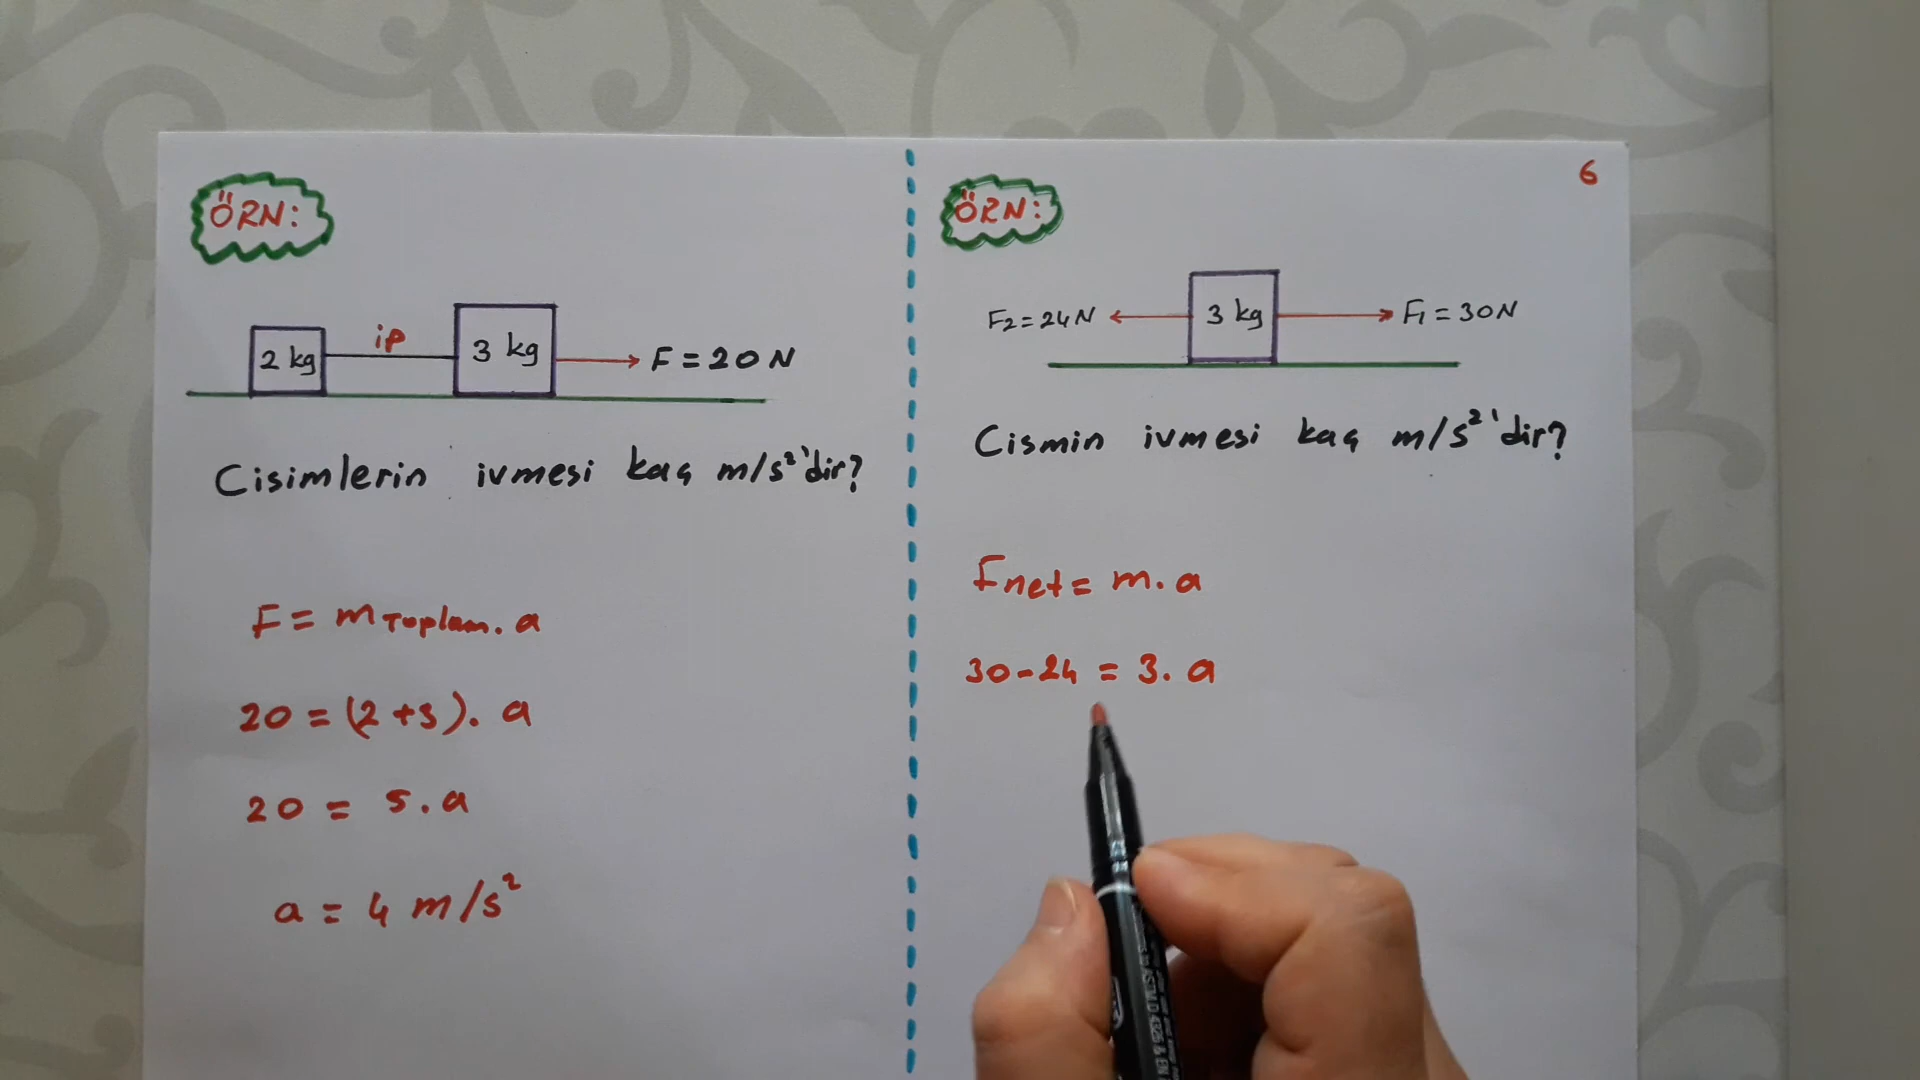 ÖRN:
2 kg
ip
3 kg
F = 20 N
Cisimlerin ivmesi kaç m/s²'dir?
F = m Toplam. a
20 = (2+3). a
20 = 5. a
a = 4 m/s²
6
ÖRN:
F₂ = 24N
3 kg
F₁ = 30N
Cismin ivmesi kaç m/s²'dir?
Fnet = m. a
30-24 = 3. a